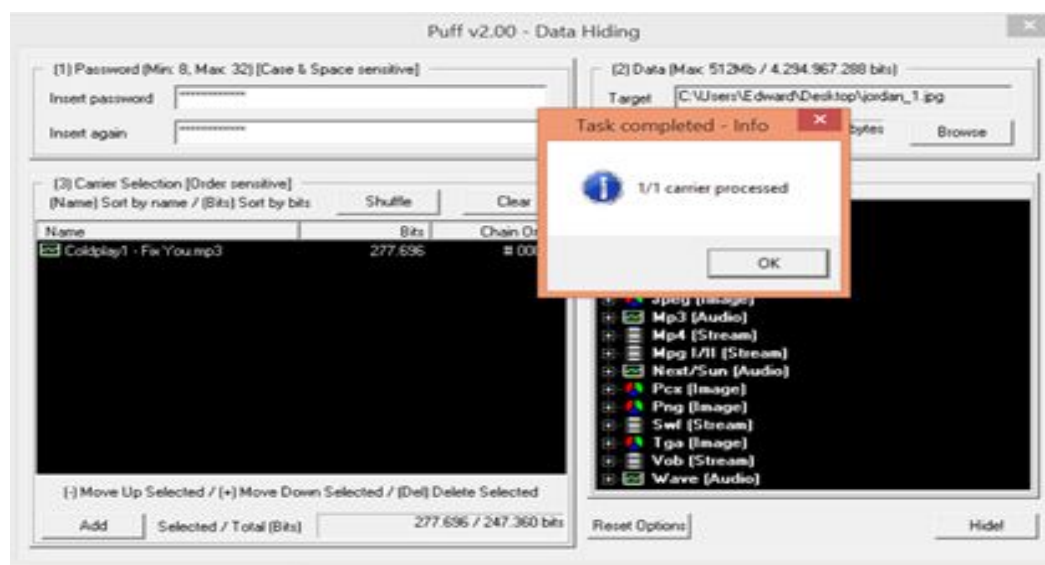 Puff v2.00 - Data Hiding
(1) Password (Min: 8, Max: 32) [Case & Space sensitive]
Insert password *************
Insert again *************
(2) Data (Max: 512Mb / 4.294.967.288 bits)
Target C:\Users\Edward\Desktop\jordan_1.jpg
bytes Browse
Task completed - Info
1/1 carrier processed
OK
(3) Carrier Selection [Order sensitive]
(Name) Sort by name / (Bits) Sort by bits Shuffle Clear
Name Bits Chain
Coldplay1 - Fix You.mp3 277.696
Jpeg (Image)
Mp3 (Audio)
Mp4 (Stream)
Mpg I/II (Stream)
Next/Sun (Audio)
Pcx (Image)
Png (Image)
Swf (Stream)
Tga (Image)
Vob (Stream)
Wave (Audio)
(-) Move Up Selected / (+) Move Down Selected / (Del) Delete Selected
Add Selected / Total (Bits) 277.696 / 247.360 bits
Reset Options Hide!